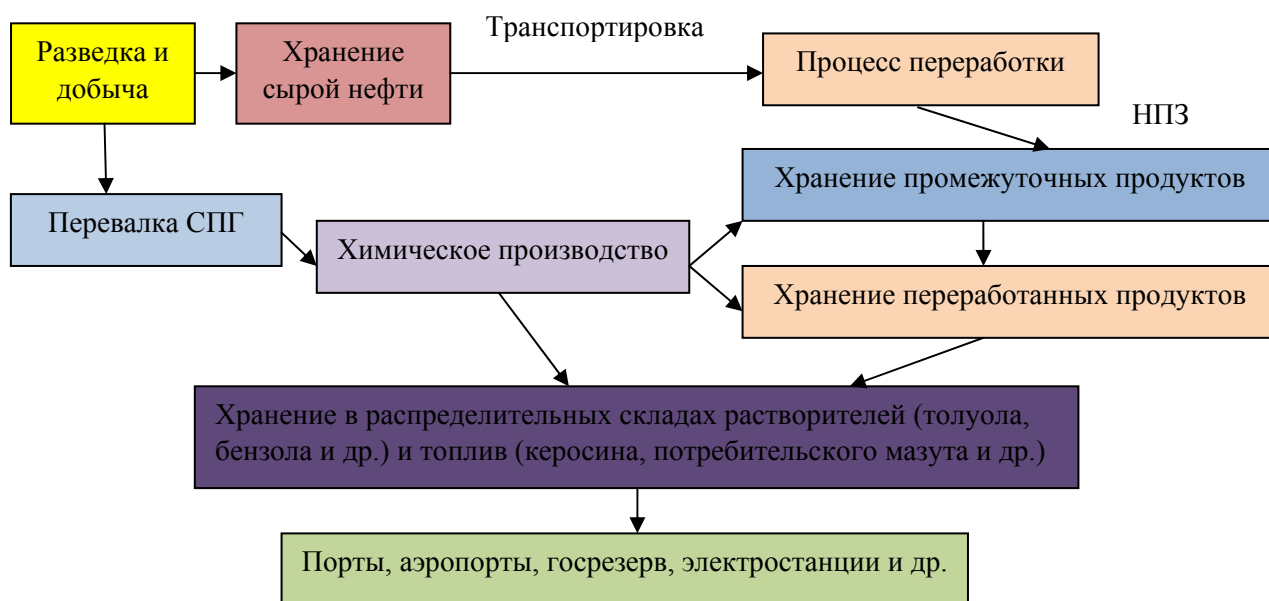 Разведка и
добыча
Хранение
сырой нефти
Транспортировка
Процесс переработки
НПЗ
Хранение промежуточных продуктов
Перевалка СПГ
Химическое производство
Хранение переработанных продуктов
Хранение в распределительных складах растворителей (толуола,
бензола и др.) и топлив (керосина, потребительского мазута и др.)
Порты, аэропорты, госрезерв, электростанции и др.